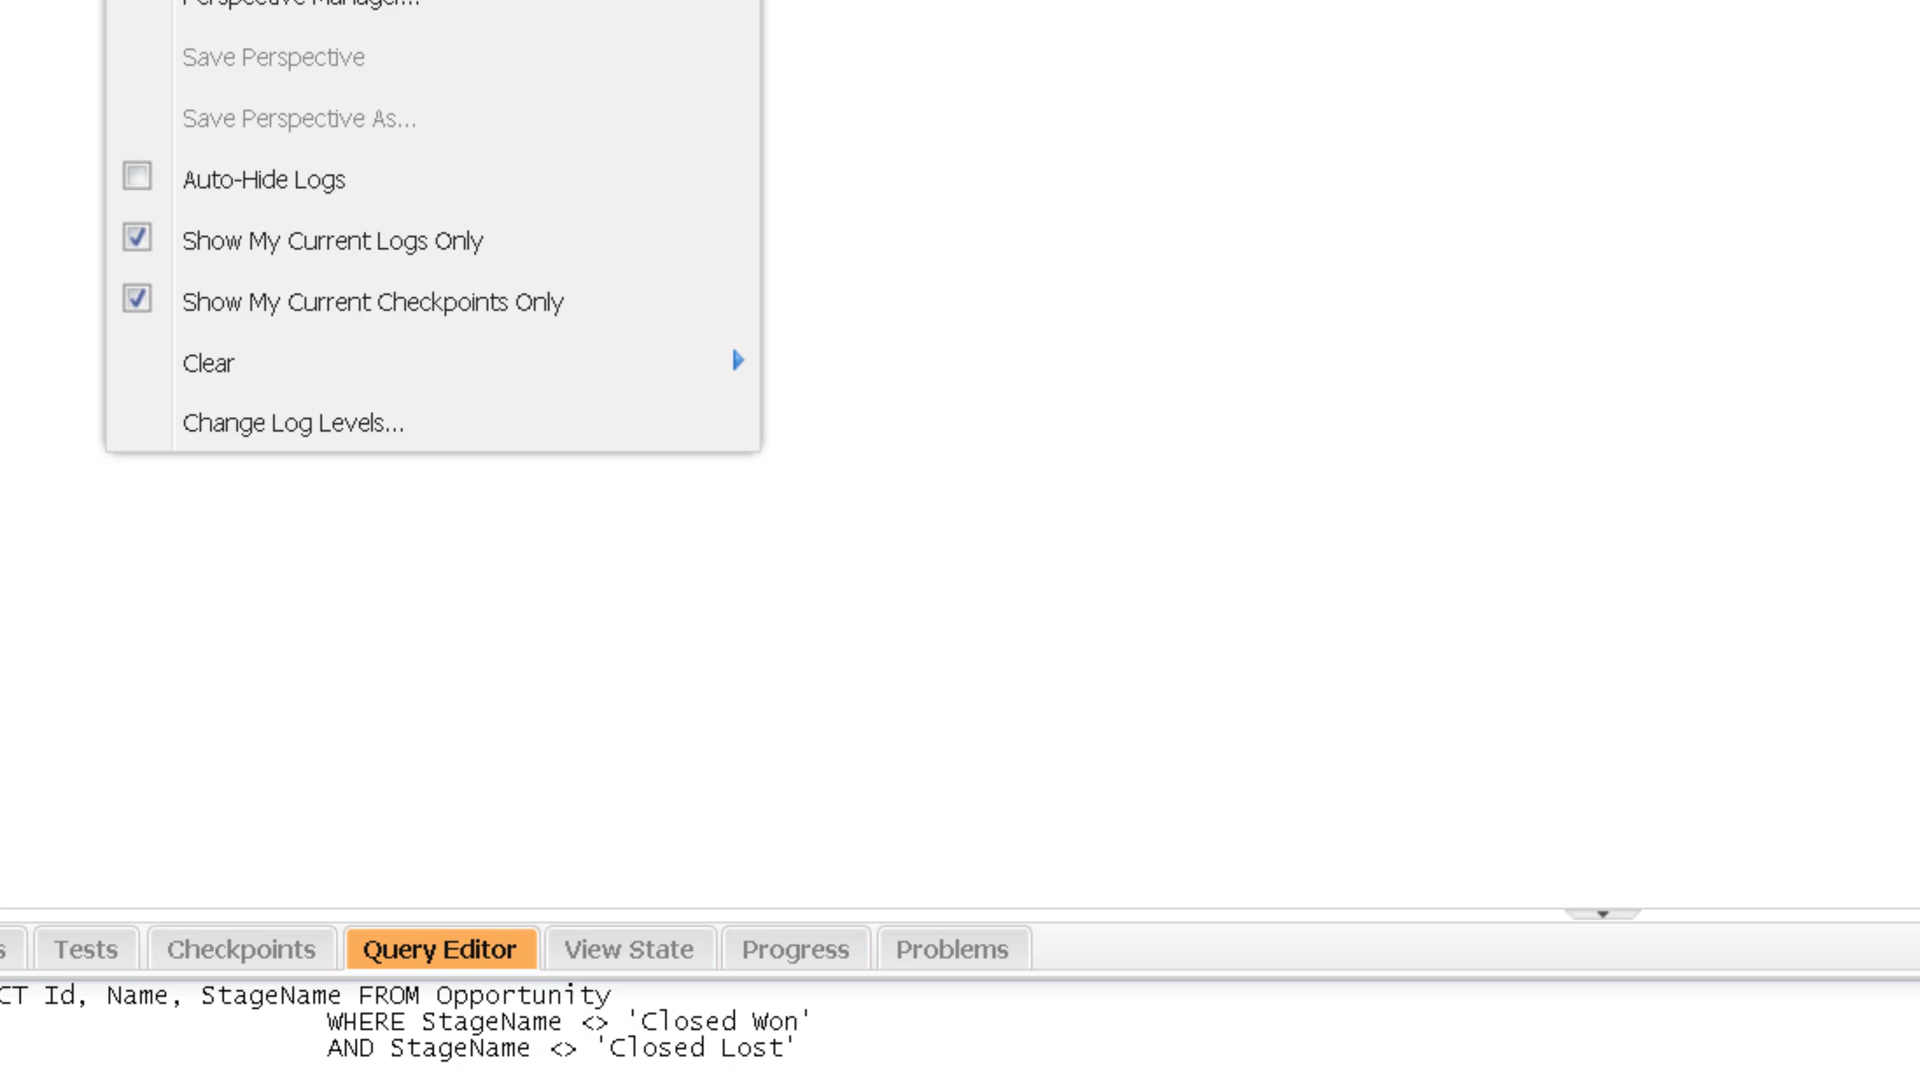 Perspective Manager...
Save Perspective
Save Perspective As...
Auto-Hide Logs
Show My Current Logs Only
Show My Current Checkpoints Only
Clear
Change Log Levels...
s Tests Checkpoints Query Editor View State Progress Problems
CT Id, Name, StageName FROM Opportunity
WHERE StageName <> 'Closed Won'
AND StageName <> 'Closed Lost'